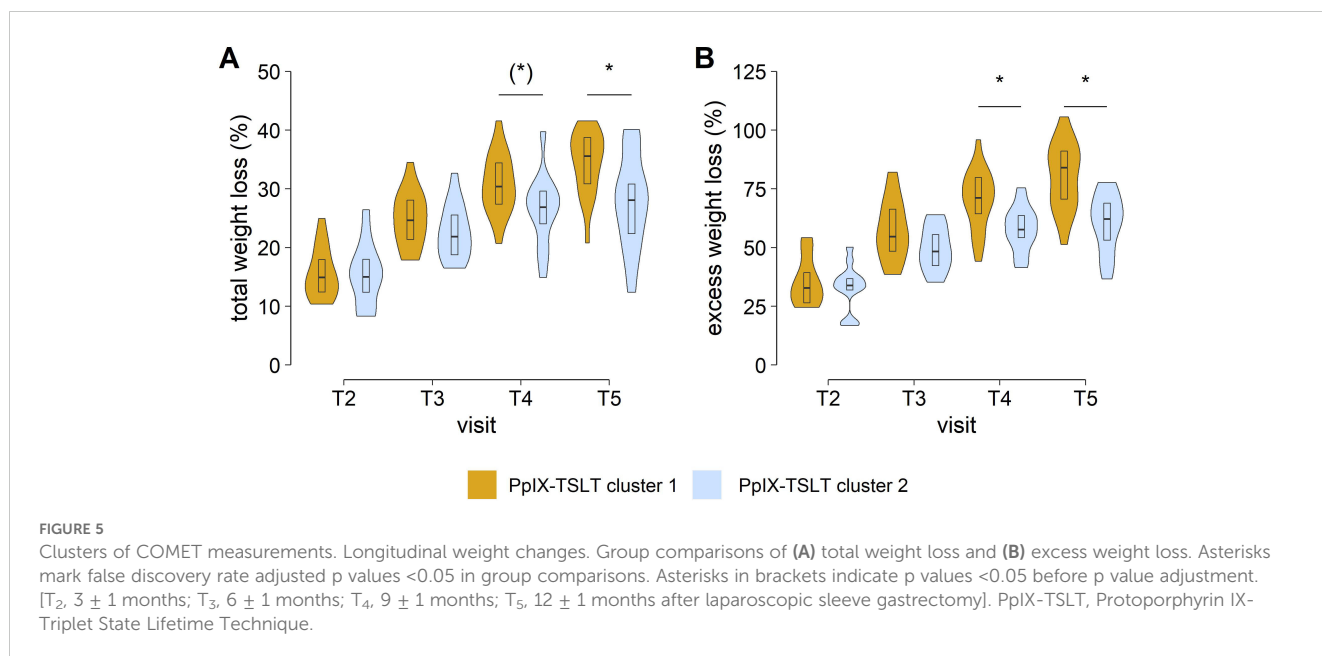 A
B
50
40
30
20
10
0
total weight loss (%)
(*)
*
T2 T3 T4 T5
visit
125
100
75
50
25
0
excess weight loss (%)
*
*
T2 T3 T4 T5
visit
PpIX-TSLT cluster 1 PpIX-TSLT cluster 2
FIGURE 5
Clusters of COMET measurements. Longitudinal weight changes. Group comparisons of (A) total weight loss and (B) excess weight loss. Asterisks
mark false discovery rate adjusted p values <0.05 in group comparisons. Asterisks in brackets indicate p values <0.05 before p value adjustment.
[T₂, 3 ± 1 months; T₃, 6 ± 1 months; T₄, 9 ± 1 months; T₅, 12 ± 1 months after laparoscopic sleeve gastrectomy]. PpIX-TSLT, Protoporphyrin IX-
Triplet State Lifetime Technique.